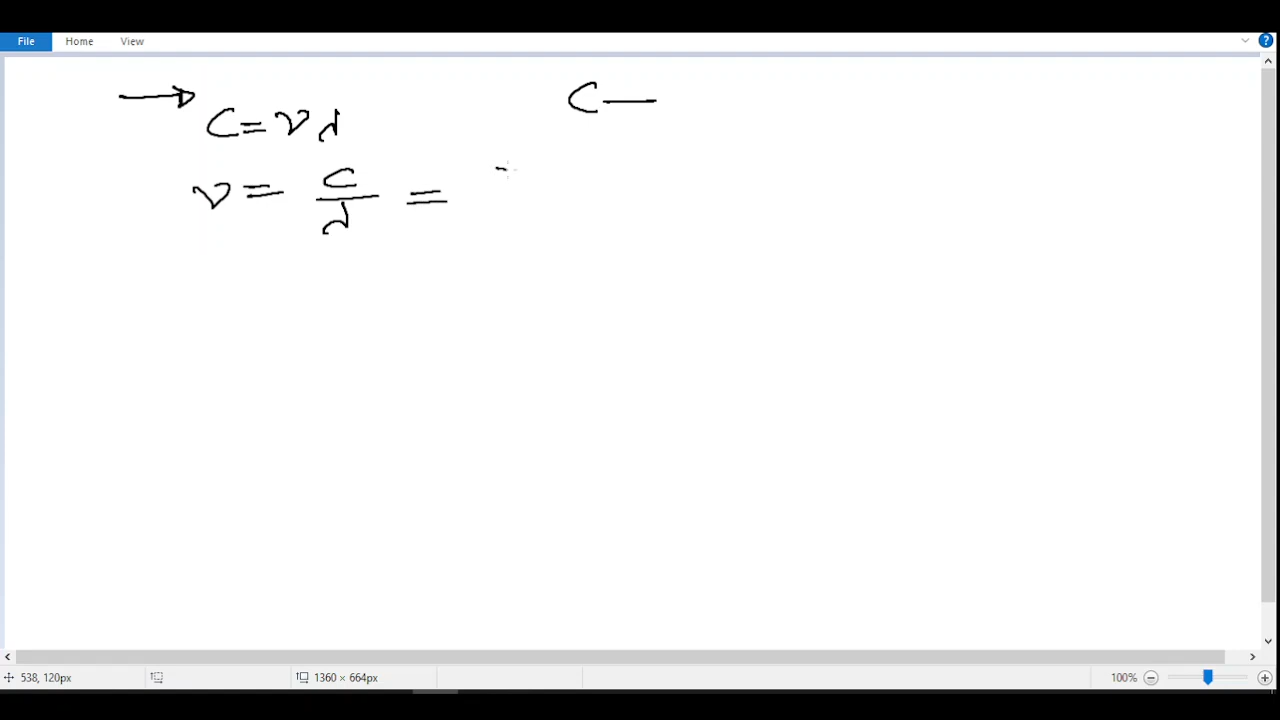 File Home View
C = ν λ
C —
ν = C/λ =
538, 120px 1360 × 664px 100%